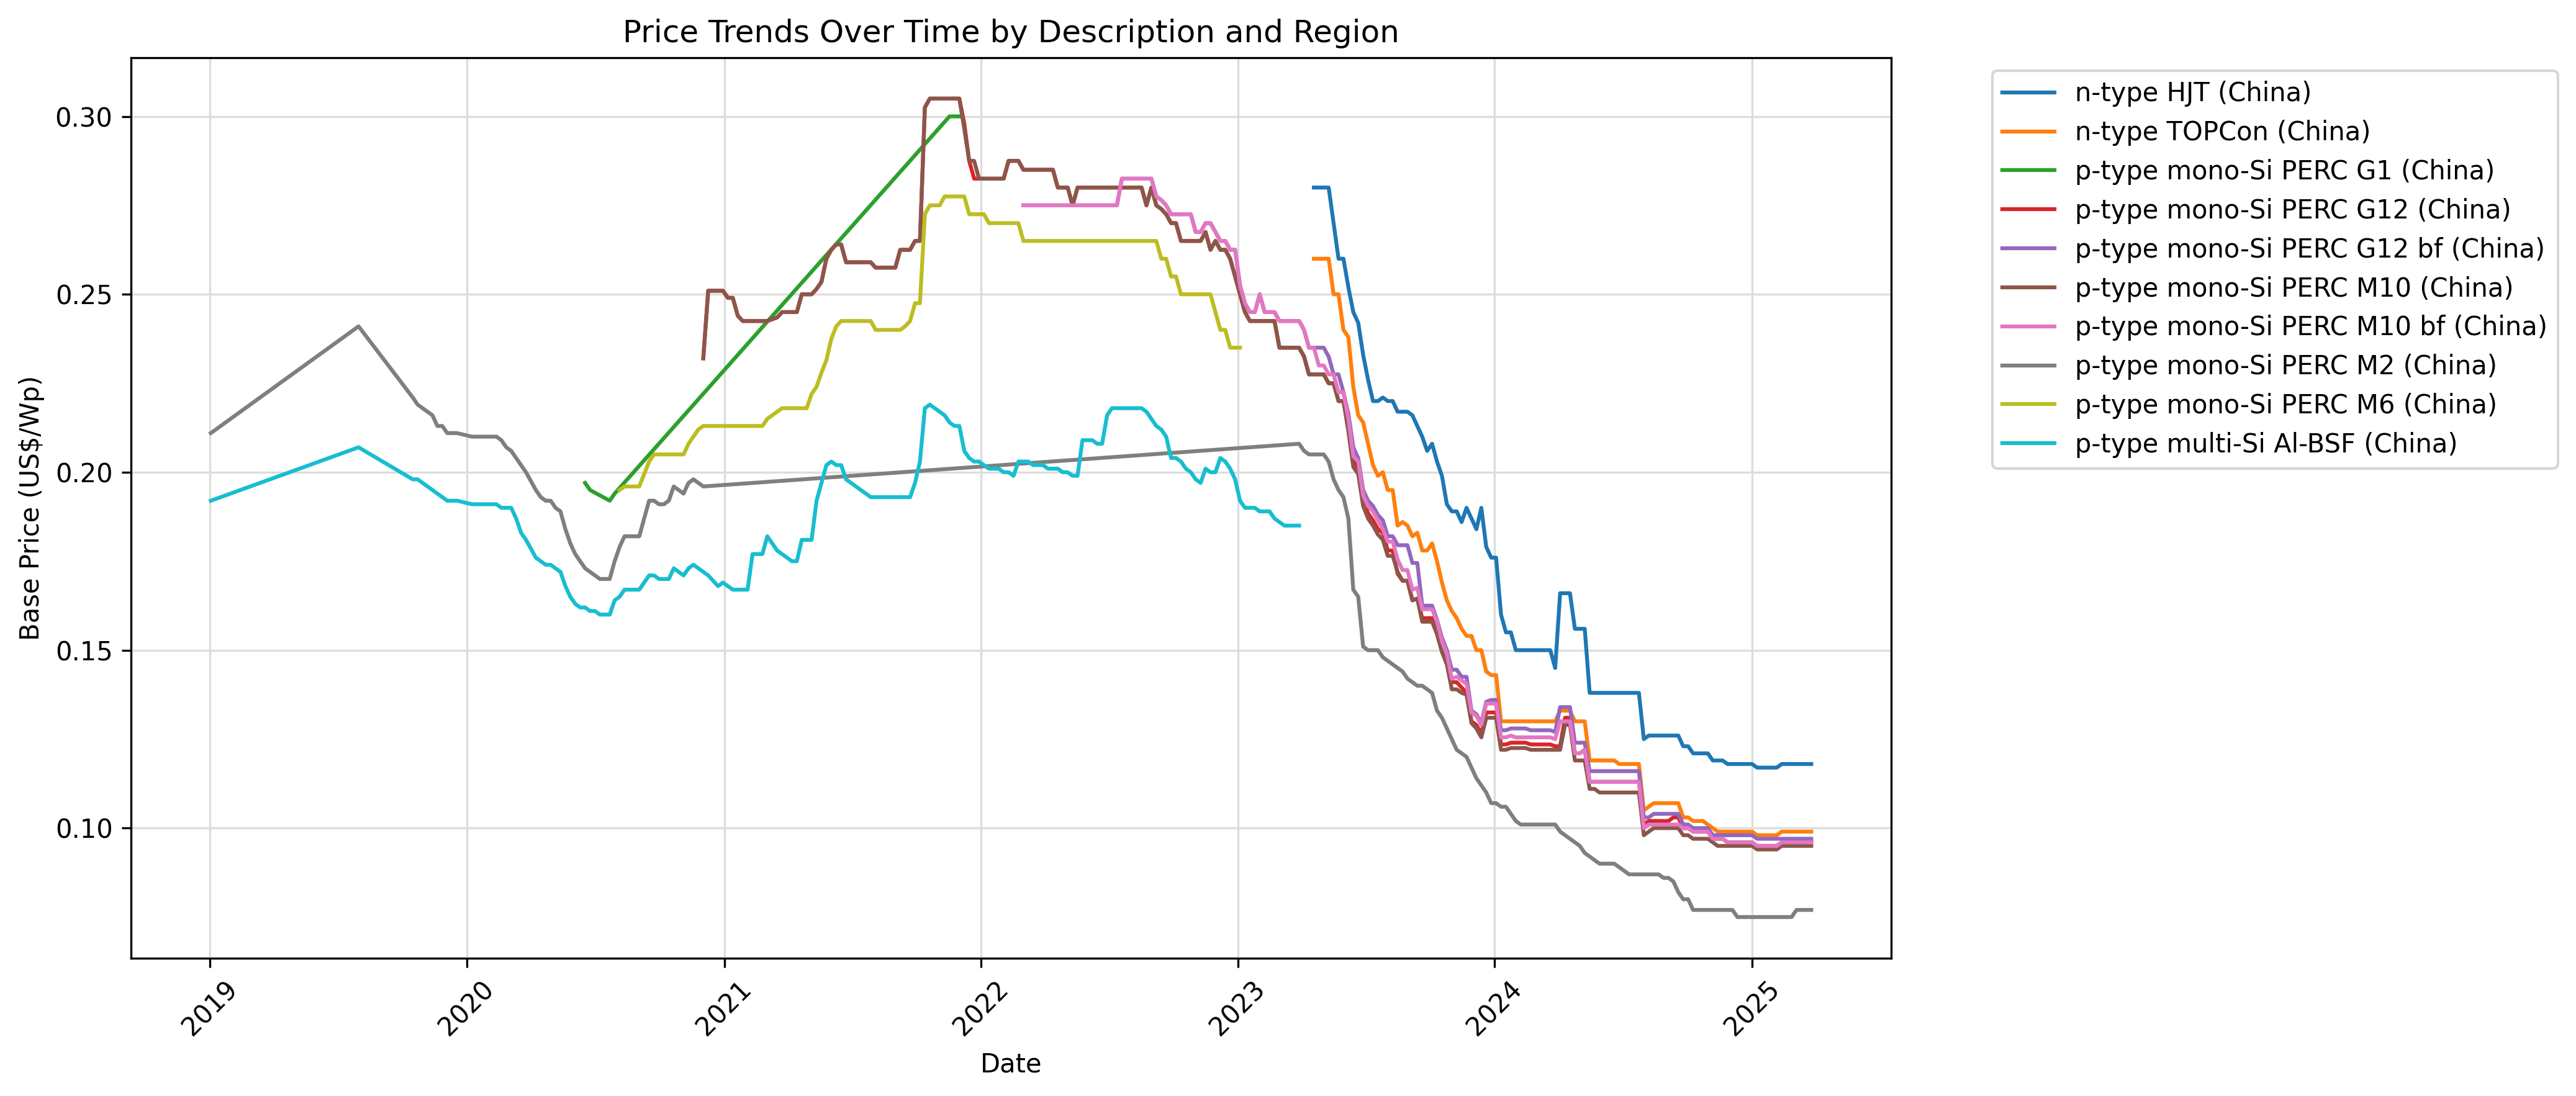 Price Trends Over Time by Description and Region
Base Price (US$/Wp)
0.30
0.25
0.20
0.15
0.10
2019
2020
2021
2022
2023
2024
2025
Date
n-type HJT (China)
n-type TOPCon (China)
p-type mono-Si PERC G1 (China)
p-type mono-Si PERC G12 (China)
p-type mono-Si PERC G12 bf (China)
p-type mono-Si PERC M10 (China)
p-type mono-Si PERC M10 bf (China)
p-type mono-Si PERC M2 (China)
p-type mono-Si PERC M6 (China)
p-type multi-Si Al-BSF (China)